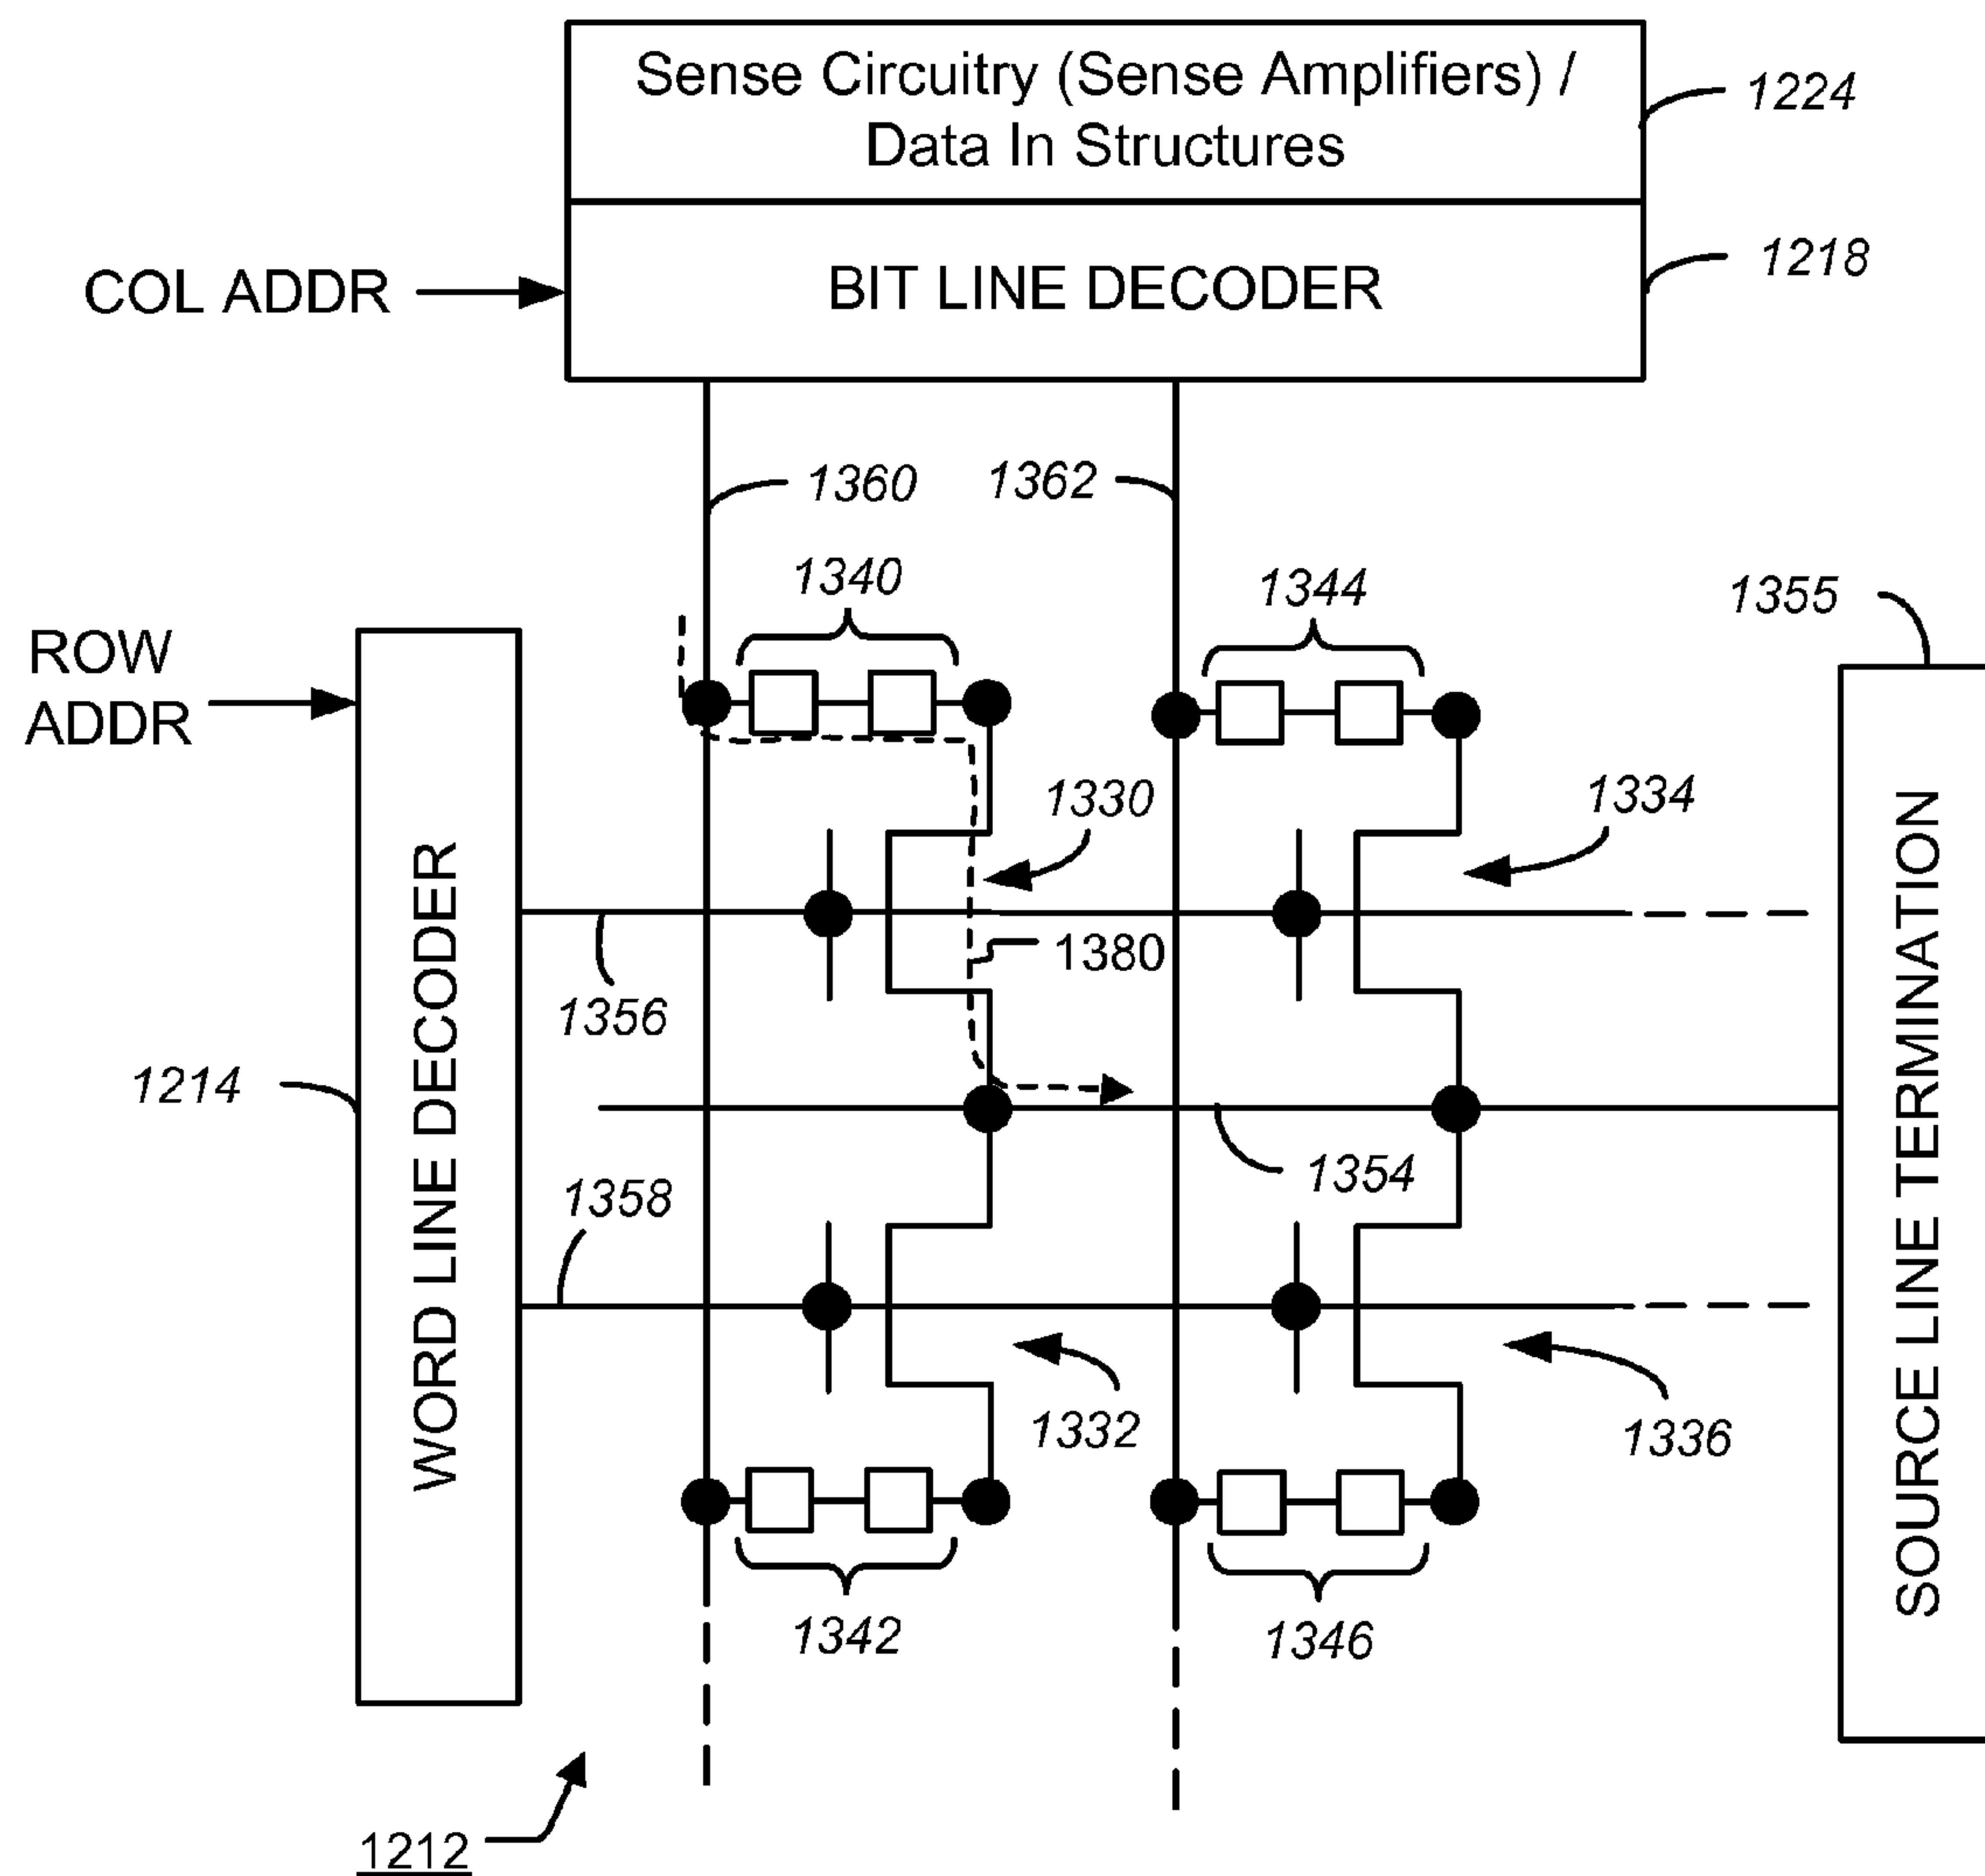 Sense Circuitry (Sense Amplifiers) /
Data In Structures
1224
BIT LINE DECODER
1218
COL ADDR
1360
1362
1340
1344
1355
ROW
ADDR
1330
1334
WORD LINE DECODER
SOURCE LINE TERMINATION
1380
1356
1214
1354
1358
1332
1336
1342
1346
1212